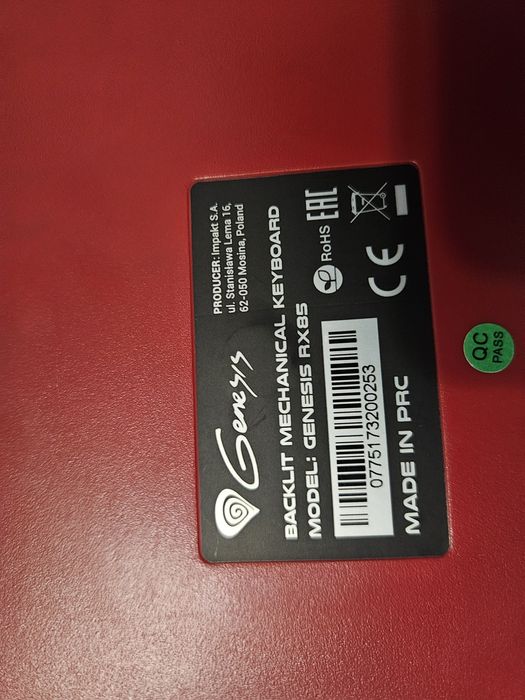 Genesis
PRODUCER: Impakt S.A.
ul. Stanisława Lema 16,
62-050 Mosina, Poland
BACKLIT MECHANICAL KEYBOARD
MODEL: GENESIS RX85
0775173200253
RoHS
EAC
CE
MADE IN PRC
QC
PASS